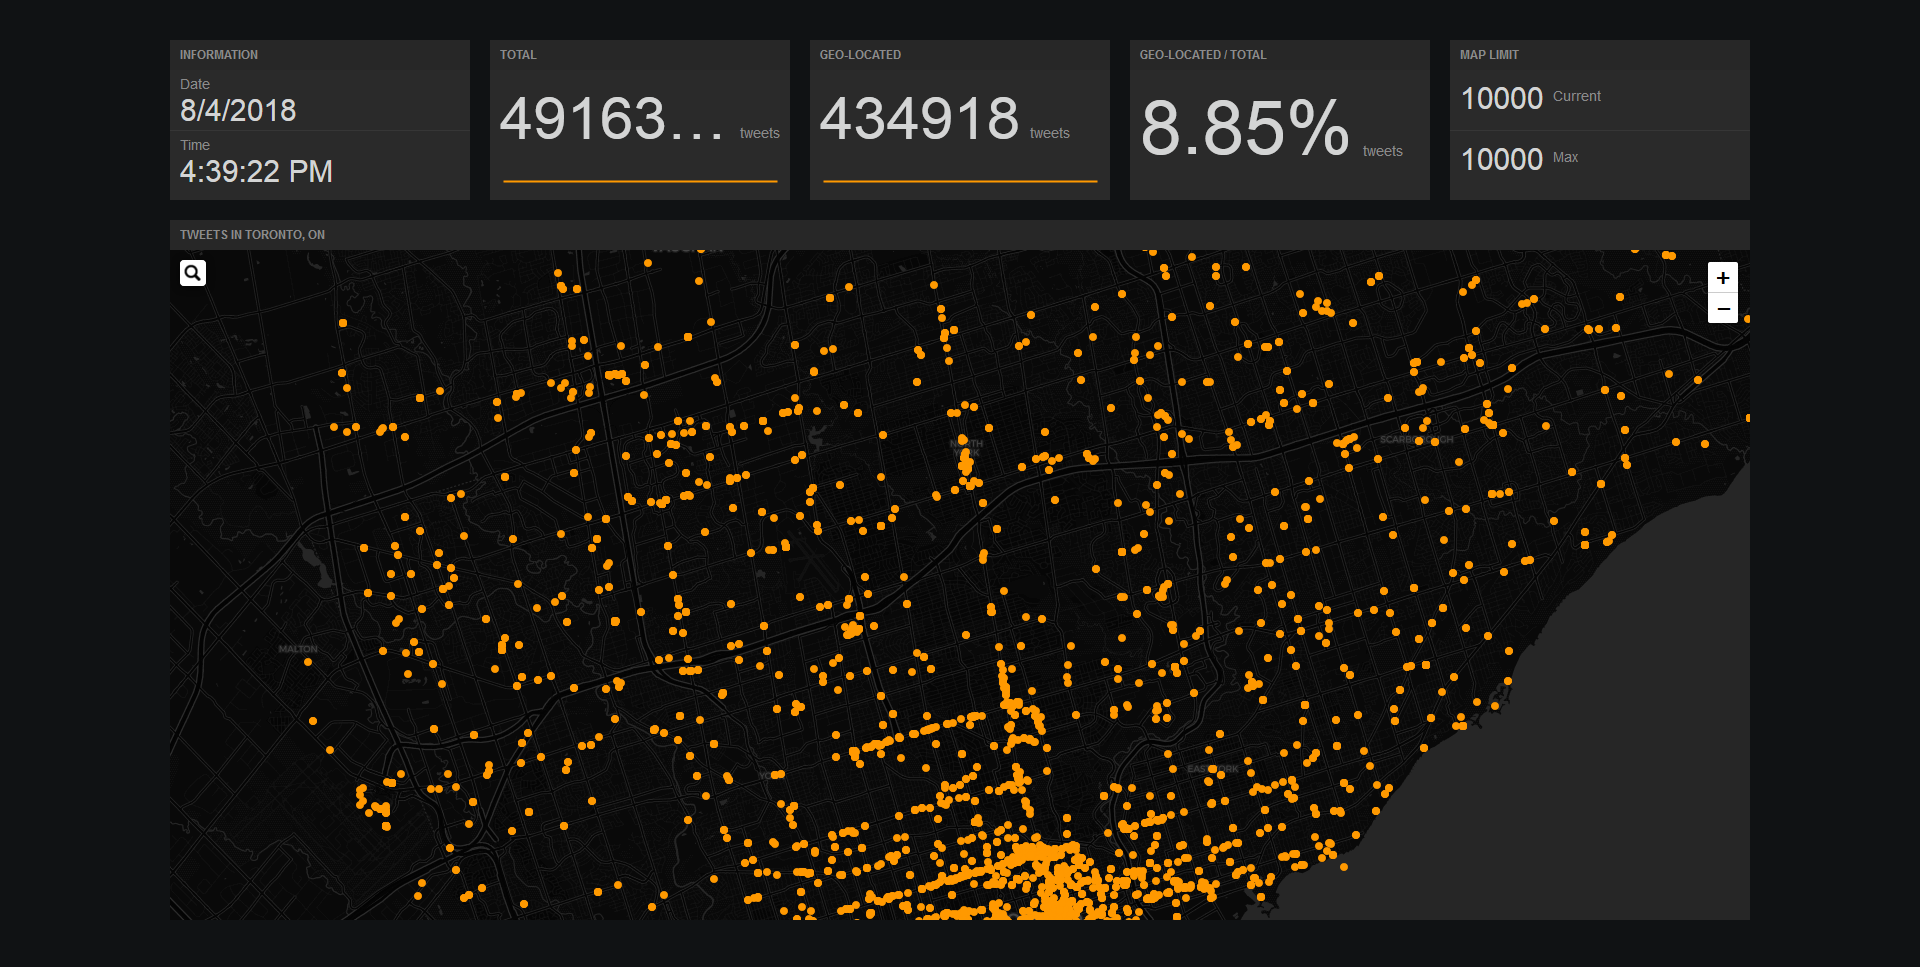 INFORMATION
Date
8/4/2018
Time
4:39:22 PM
TOTAL
49163... tweets
GEO-LOCATED
434918 tweets
GEO-LOCATED / TOTAL
8.85% tweets
MAP LIMIT
10000 Current
10000 Max
TWEETS IN TORONTO, ON
+
−
NORTH
YORK
SCARBOROUGH
MALTON
EAST YORK